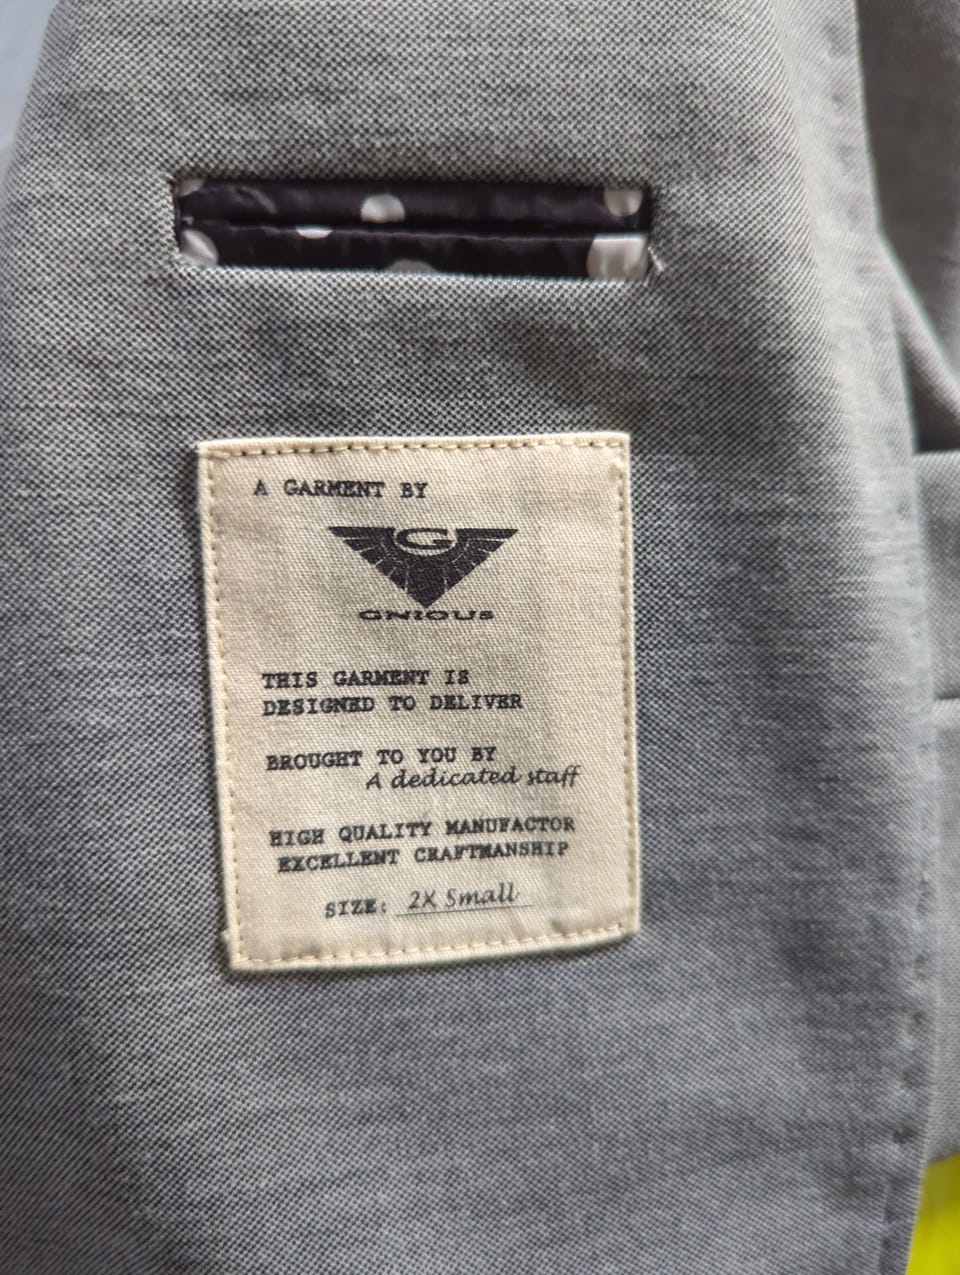 A GARMENT BY
G
GNIOUS
THIS GARMENT IS
DESIGNED TO DELIVER
BROUGHT TO YOU BY
A dedicated staff
HIGH QUALITY MANUFACTOR
EXCELLENT CRAFTMANSHIP
SIZE: 2X Small